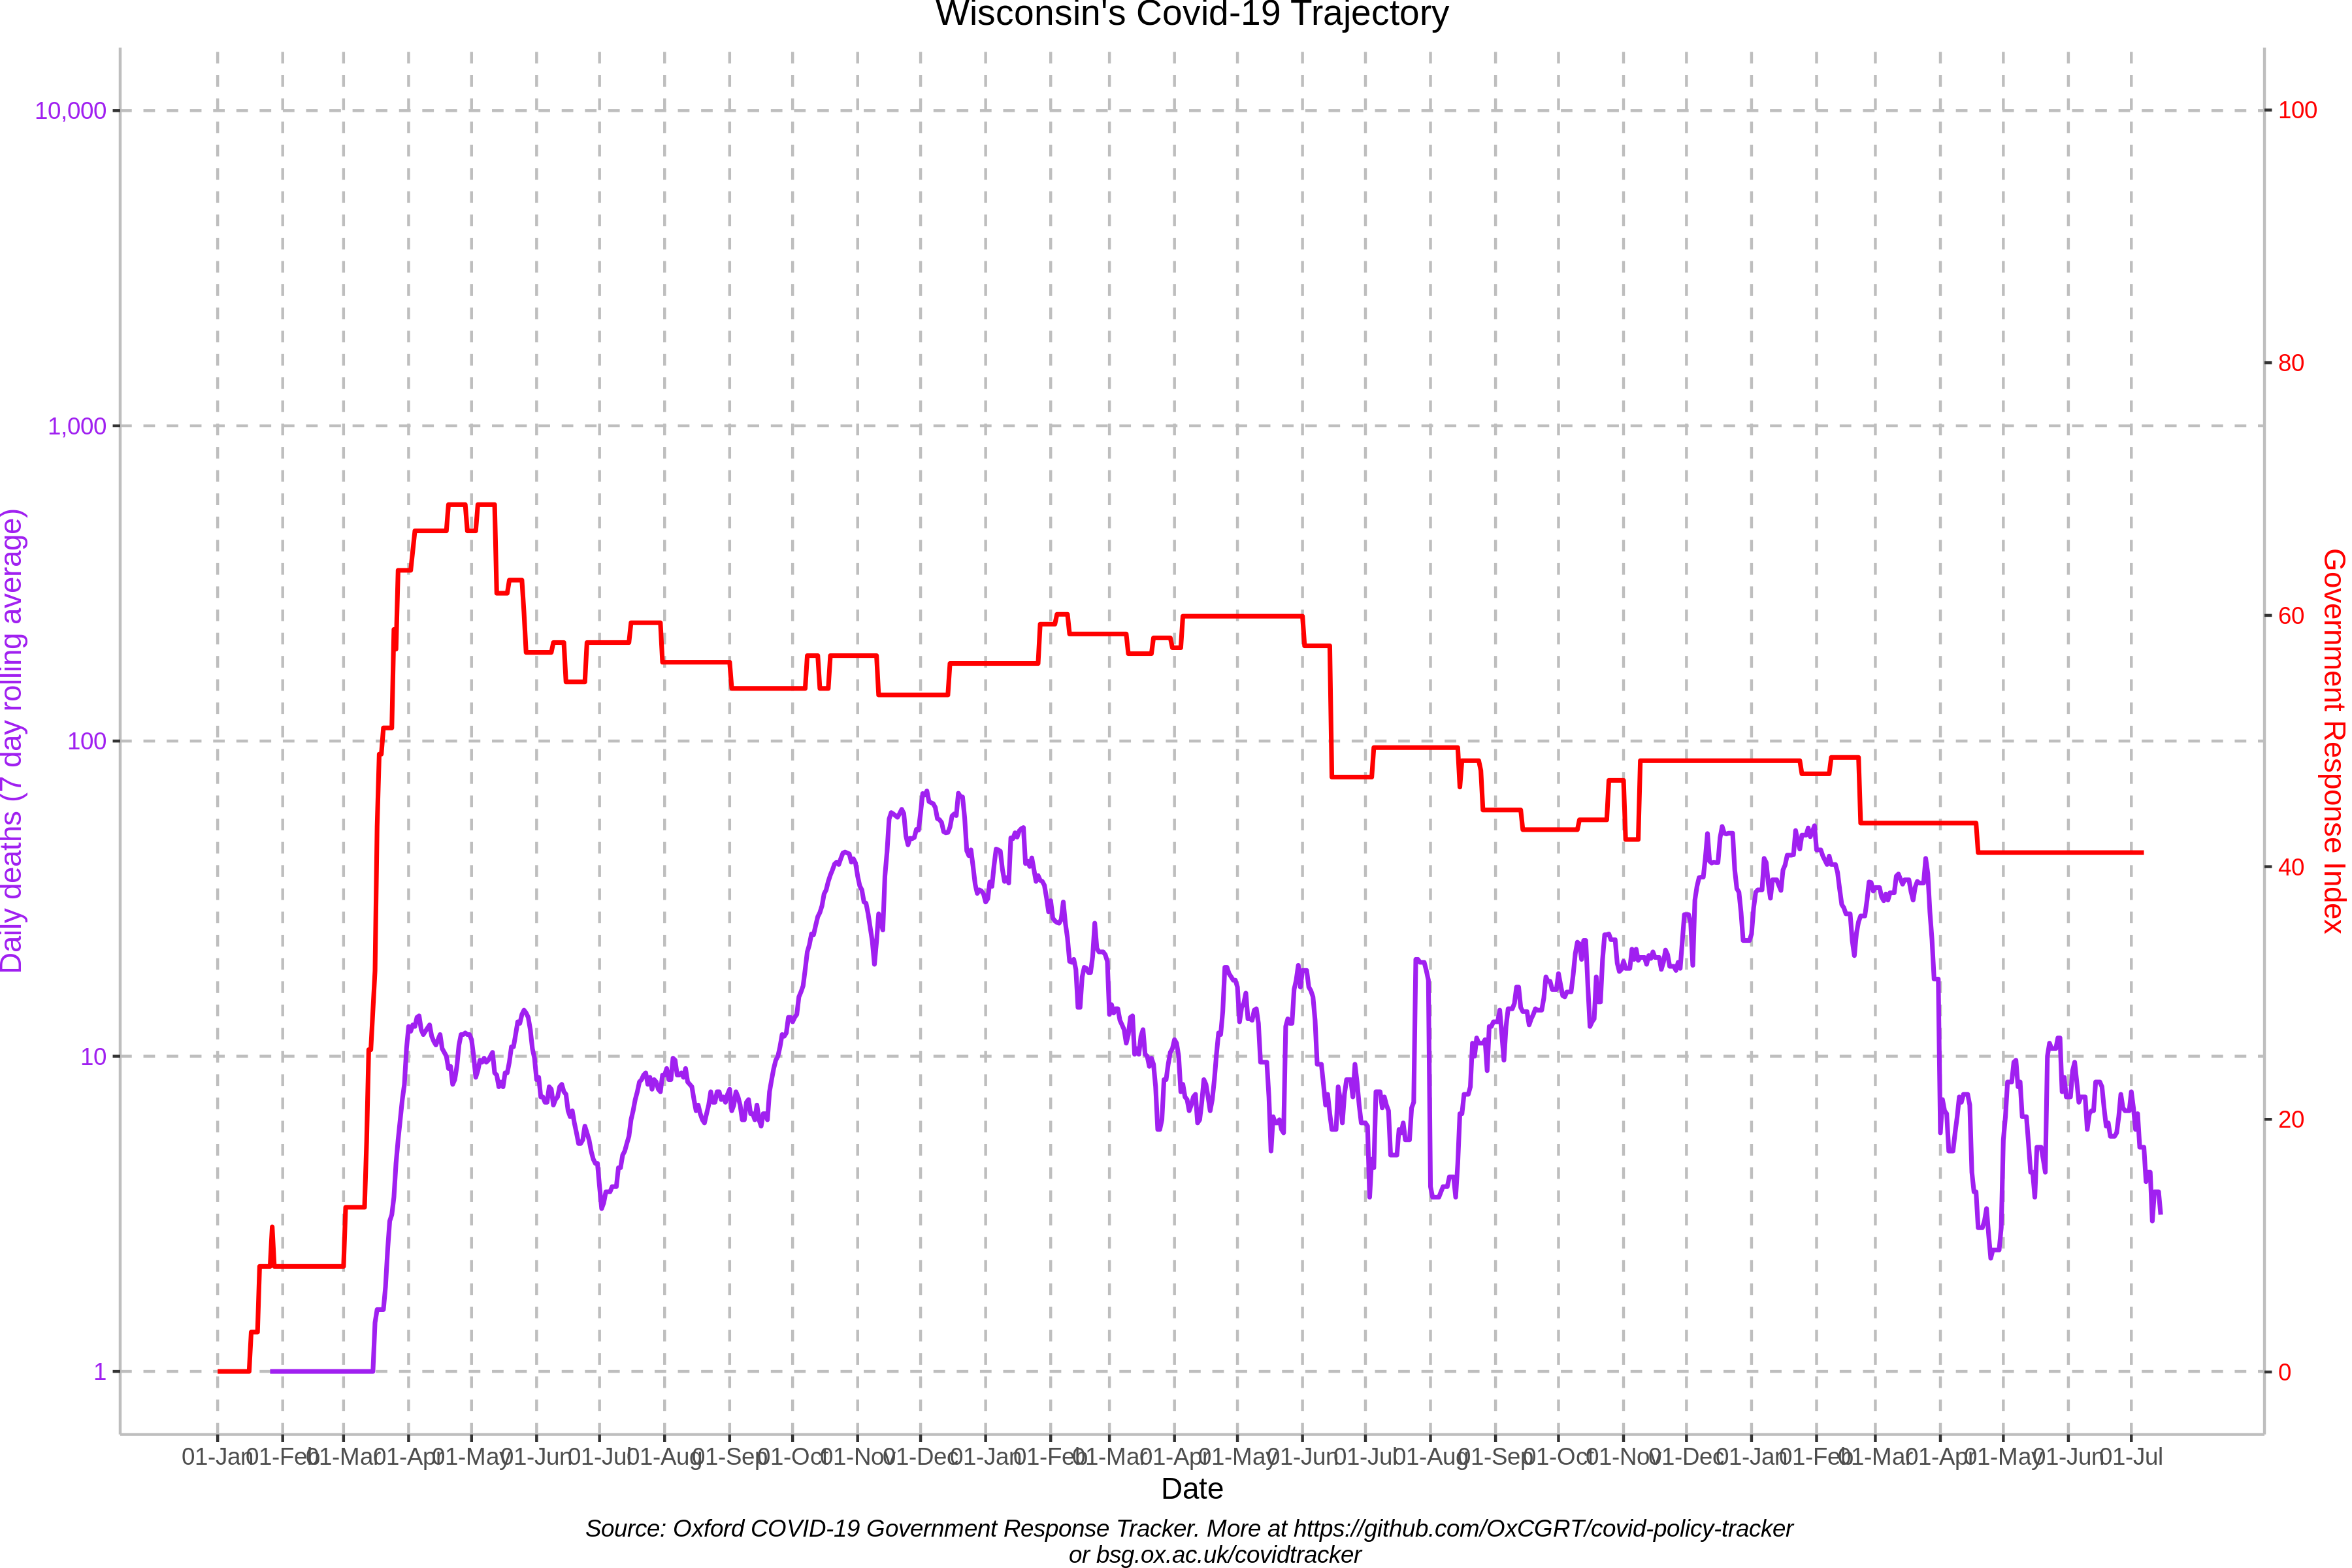 Wisconsin's Covid-19 Trajectory
10,000
1,000
100
10
1
Daily deaths (7 day rolling average)
100
80
60
40
20
0
Government Response Index
01-Jan 01-Feb 01-Mar 01-Apr 01-May 01-Jun 01-Jul 01-Aug 01-Sep 01-Oct 01-Nov 01-Dec 01-Jan 01-Feb 01-Mar 01-Apr 01-May 01-Jun 01-Jul 01-Aug 01-Sep 01-Oct 01-Nov 01-Dec 01-Jan 01-Feb 01-Mar 01-Apr 01-May 01-Jun 01-Jul
Date
Source: Oxford COVID-19 Government Response Tracker. More at https://github.com/OxCGRT/covid-policy-tracker
or bsg.ox.ac.uk/covidtracker